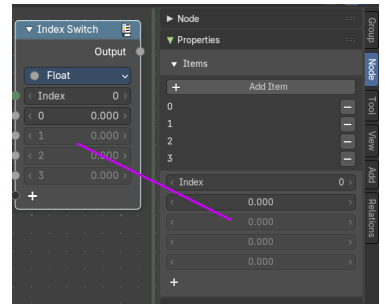 Index Switch
Output
Float
Index 0
0 0.000
1 0.000
2 0.000
3 0.000
+
Node
Properties
Items
+ Add Item
0
1
2
3
Index 0
0.000
0.000
0.000
0.000
+
Group
Node
Tool
View
Add
Relations